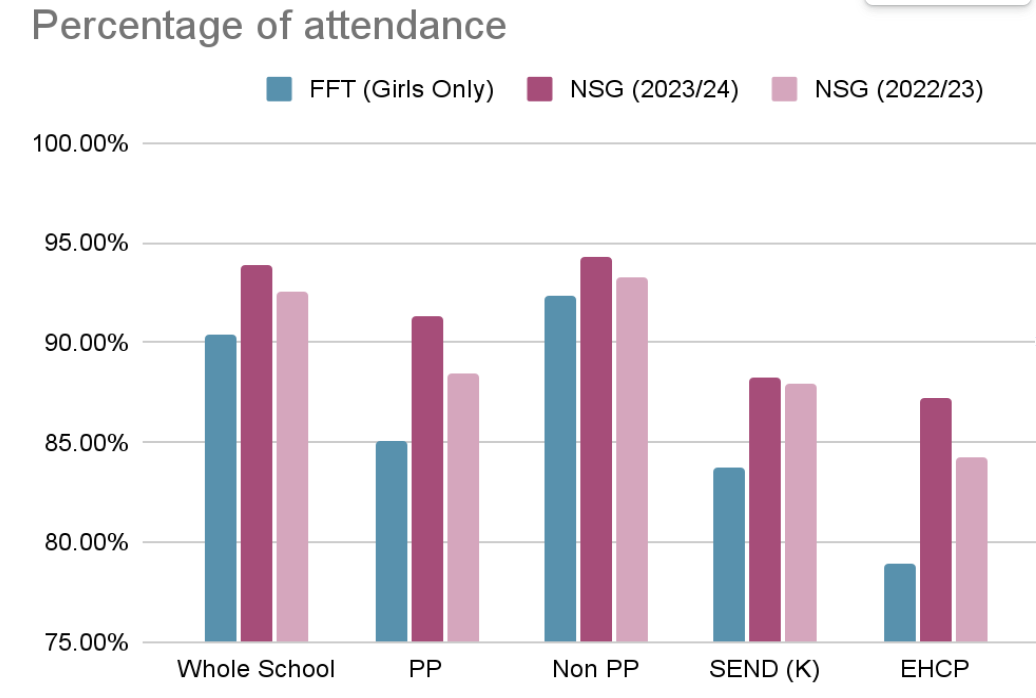 Percentage of attendance
FFT (Girls Only) NSG (2023/24) NSG (2022/23)
100.00%
95.00%
90.00%
85.00%
80.00%
75.00%
Whole School PP Non PP SEND (K) EHCP